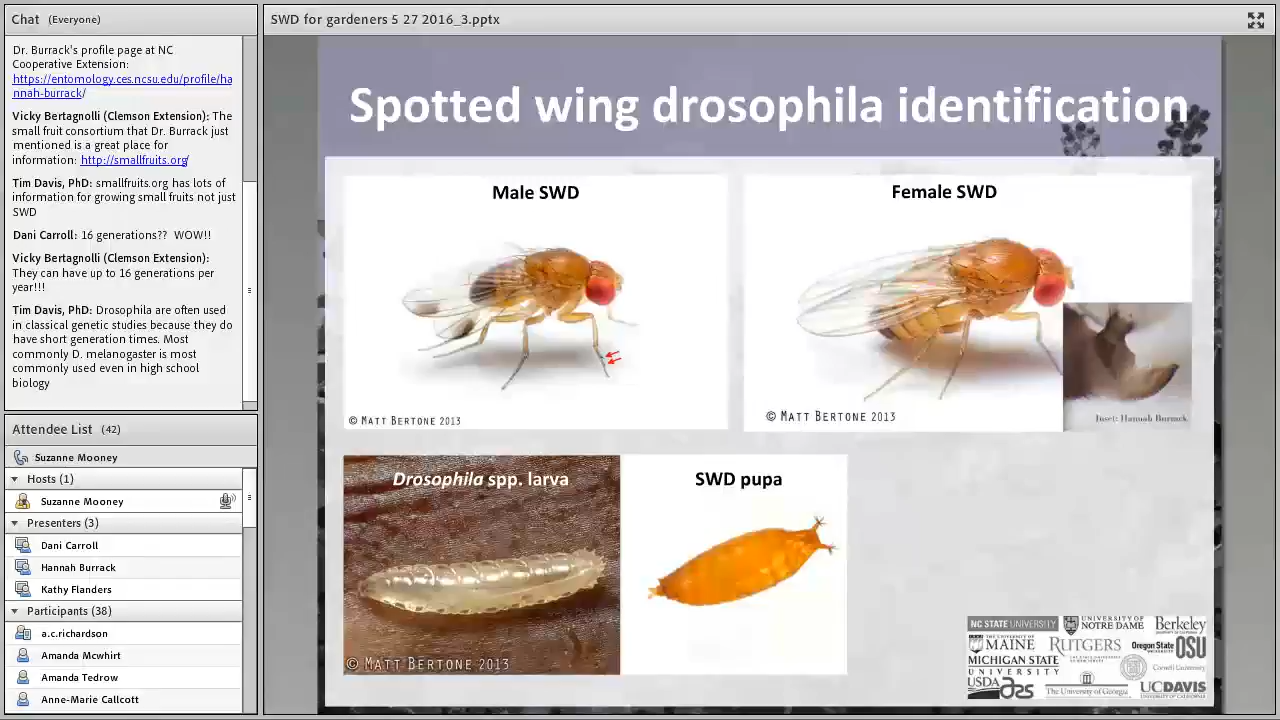 Chat (Everyone)
Dr. Burrack's profile page at NC
Cooperative Extension:
https://entomology.ces.ncsu.edu/profile/ha
nnah-burrack/
Vicky Bertagnolli (Clemson Extension): The
small fruit consortium that Dr. Burrack just
mentioned is a great place for
information: http://smallfruits.org/
Tim Davis, PhD: smallfruits.org has lots of
information for growing small fruits not just
SWD
Dani Carroll: 16 generations?? WOW!!
Vicky Bertagnolli (Clemson Extension):
They can have up to 16 generations per
year!!!
Tim Davis, PhD: Drosophila are often used
in classical genetic studies because they do
have short generation times. Most
commonly D. melanogaster is most
commonly used even in high school
biology
Attendee List (42)
Suzanne Mooney
Hosts (1)
Suzanne Mooney
Presenters (3)
Dani Carroll
Hannah Burrack
Kathy Flanders
Participants (38)
a.c.richardson
Amanda Mcwhirt
Amanda Tedrow
Anne-Marie Callcott
SWD for gardeners 5 27 2016_3.pptx
Spotted wing drosophila identification
Male SWD
© MATT BERTONE 2013
Female SWD
© MATT BERTONE 2013
Inset: Hannah Burrack
Drosophila spp. larva
© MATT BERTONE 2013
SWD pupa
NC STATE UNIVERSITY
UNIVERSITY OF
NOTRE DAME
Berkeley
MAINE
RUTGERS
Oregon State
OSU
MICHIGAN STATE
UNIVERSITY
Cornell University
USDA
The University of Georgia
UCDAVIS